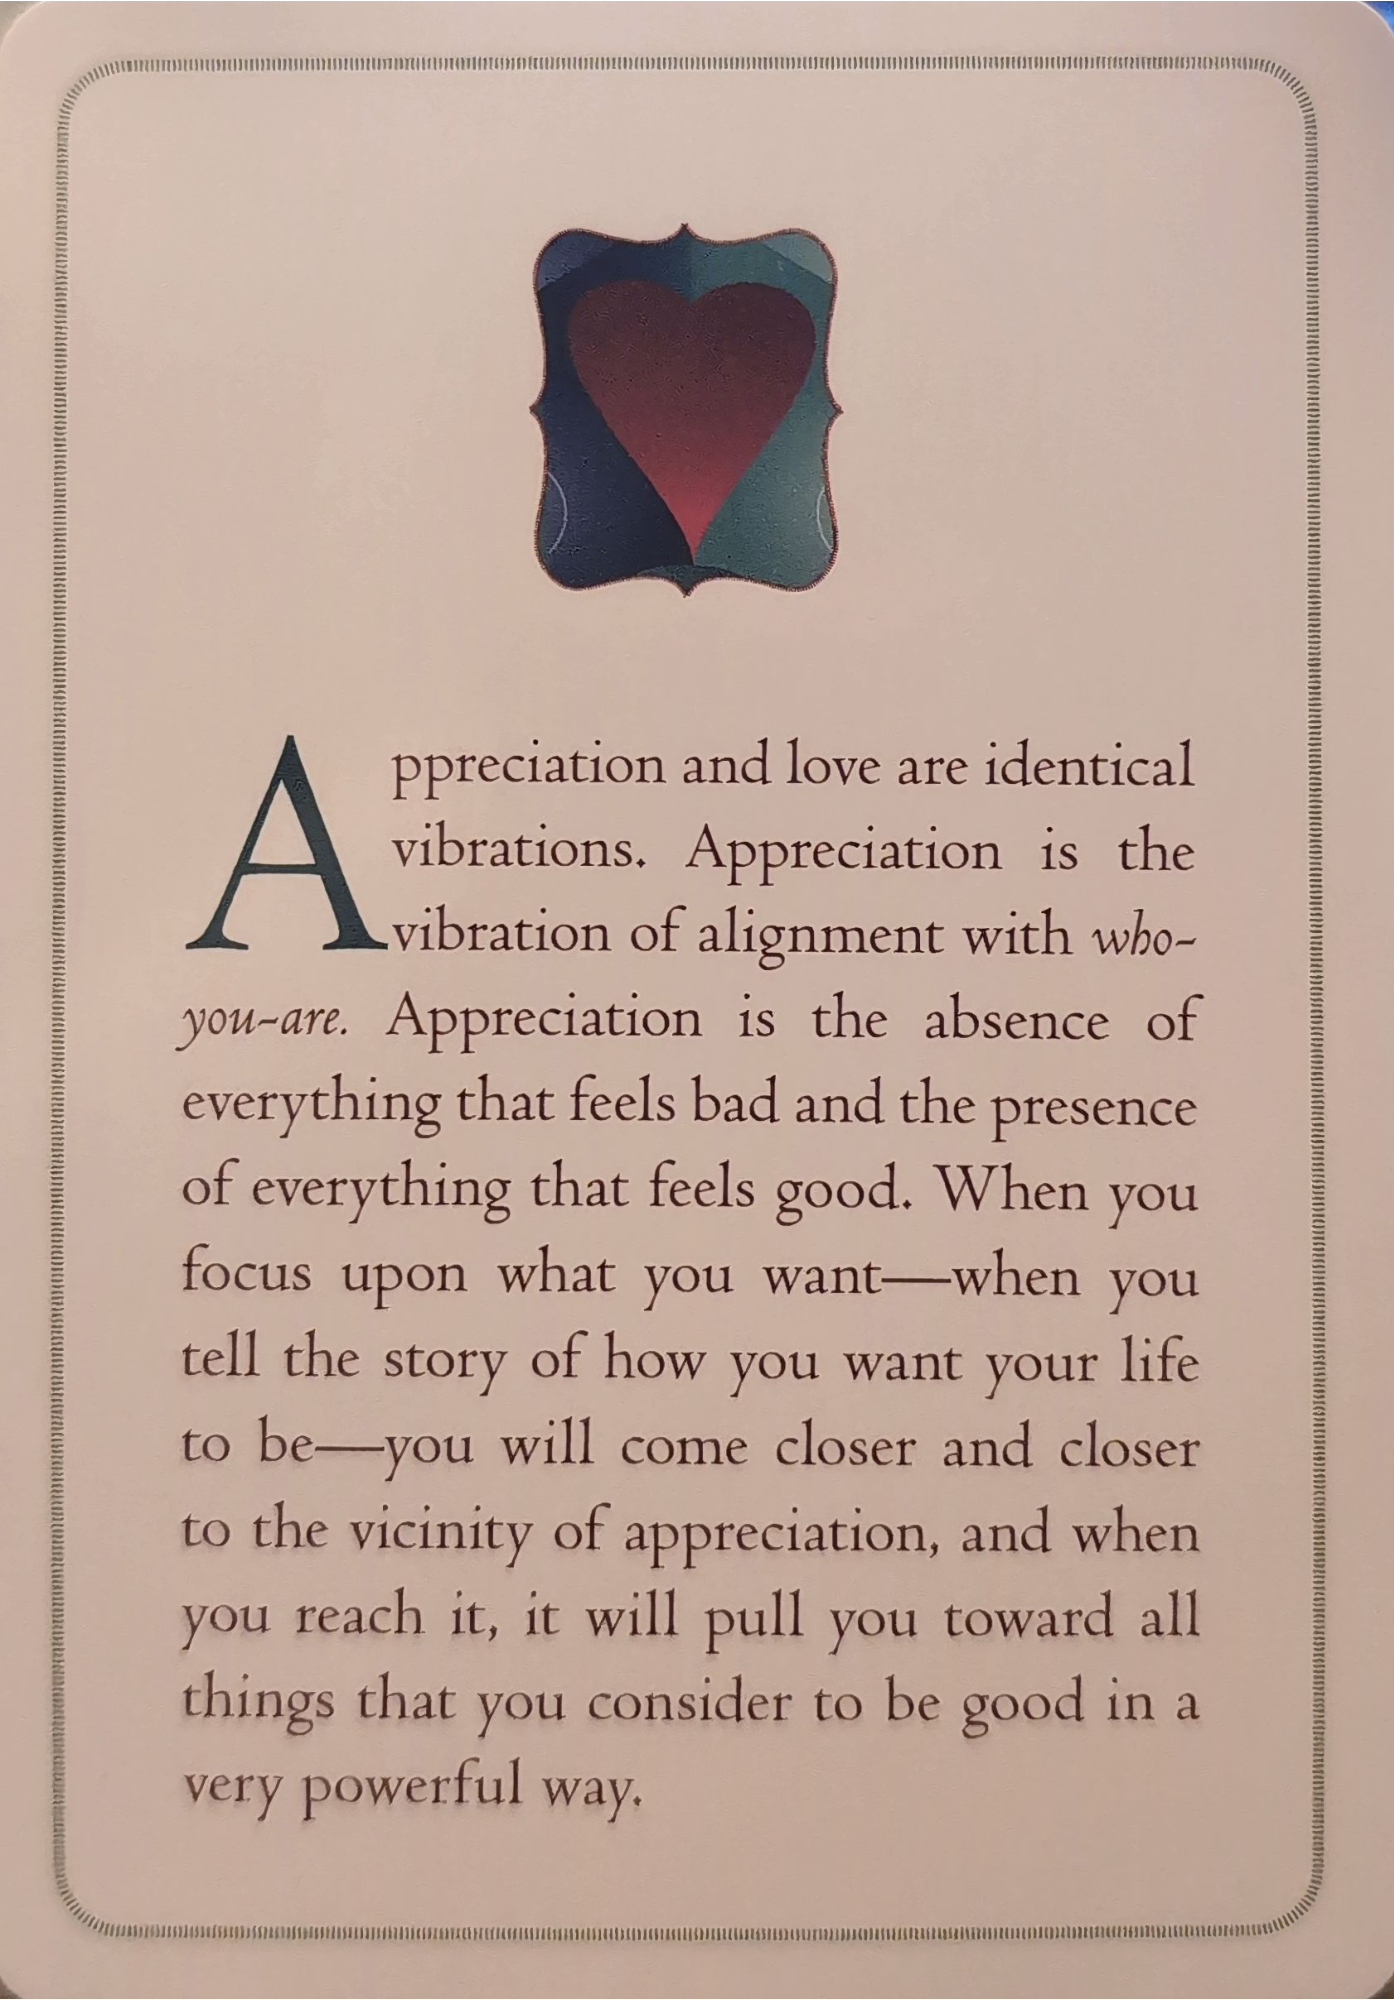 Appreciation and love are identical
vibrations. Appreciation is the
vibration of alignment with who-
you-are. Appreciation is the absence of
everything that feels bad and the presence
of everything that feels good. When you
focus upon what you want—when you
tell the story of how you want your life
to be—you will come closer and closer
to the vicinity of appreciation, and when
you reach it, it will pull you toward all
things that you consider to be good in a
very powerful way.